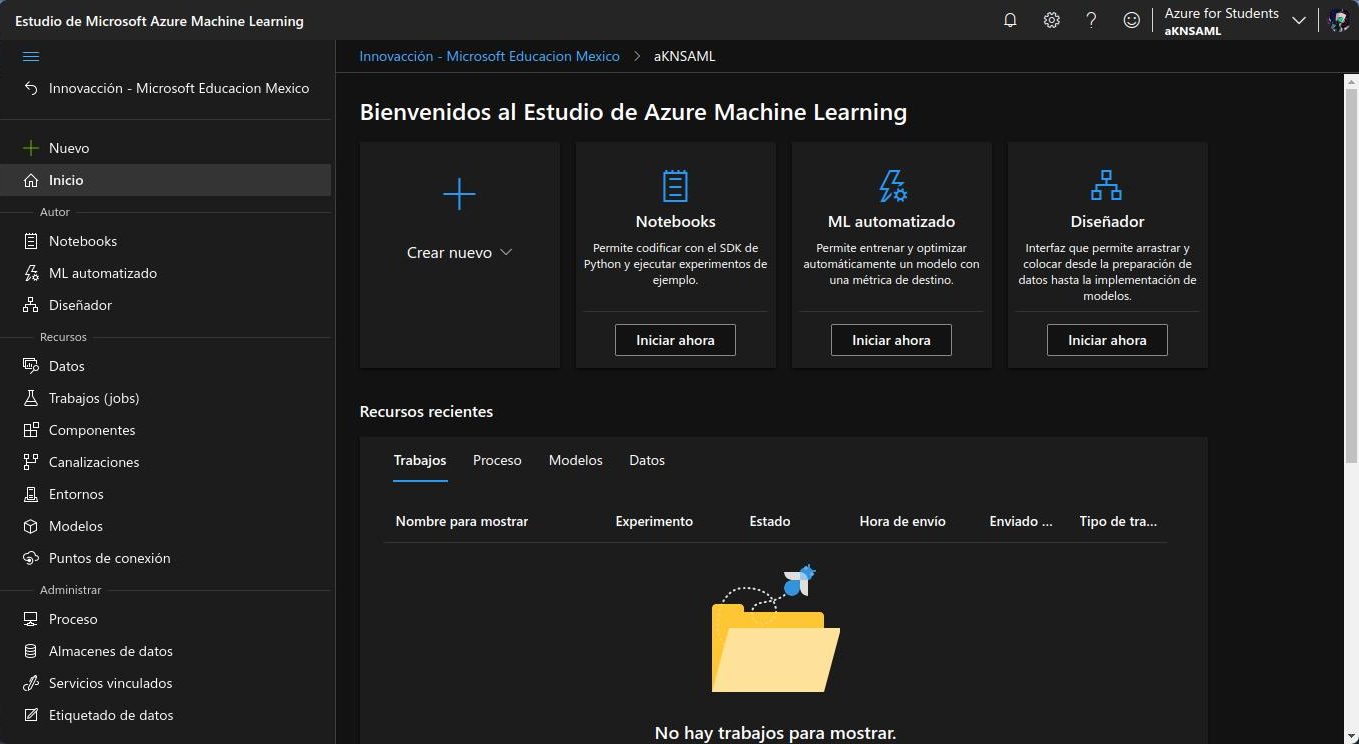 Estudio de Microsoft Azure Machine Learning
Azure for Students
aKNSAML
Innovacción - Microsoft Educacion Mexico
Nuevo
Inicio
Autor
Notebooks
ML automatizado
Diseñador
Recursos
Datos
Trabajos (jobs)
Componentes
Canalizaciones
Entornos
Modelos
Puntos de conexión
Administrar
Proceso
Almacenes de datos
Servicios vinculados
Etiquetado de datos
Innovacción - Microsoft Educacion Mexico > aKNSAML
Bienvenidos al Estudio de Azure Machine Learning
Crear nuevo
Notebooks
Permite codificar con el SDK de
Python y ejecutar experimentos de
ejemplo.
Iniciar ahora
ML automatizado
Permite entrenar y optimizar
automáticamente un modelo con
una métrica de destino.
Iniciar ahora
Diseñador
Interfaz que permite arrastrar y
colocar desde la preparación de
datos hasta la implementación de
modelos.
Iniciar ahora
Recursos recientes
Trabajos Proceso Modelos Datos
Nombre para mostrar Experimento Estado Hora de envío Enviado ... Tipo de tra...
No hay trabajos para mostrar.